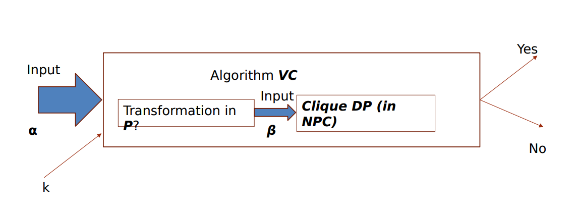 Yes
Input
Algorithm VC
Input
Transformation in
P?
Clique DP (in
NPC)
α
β
No
k